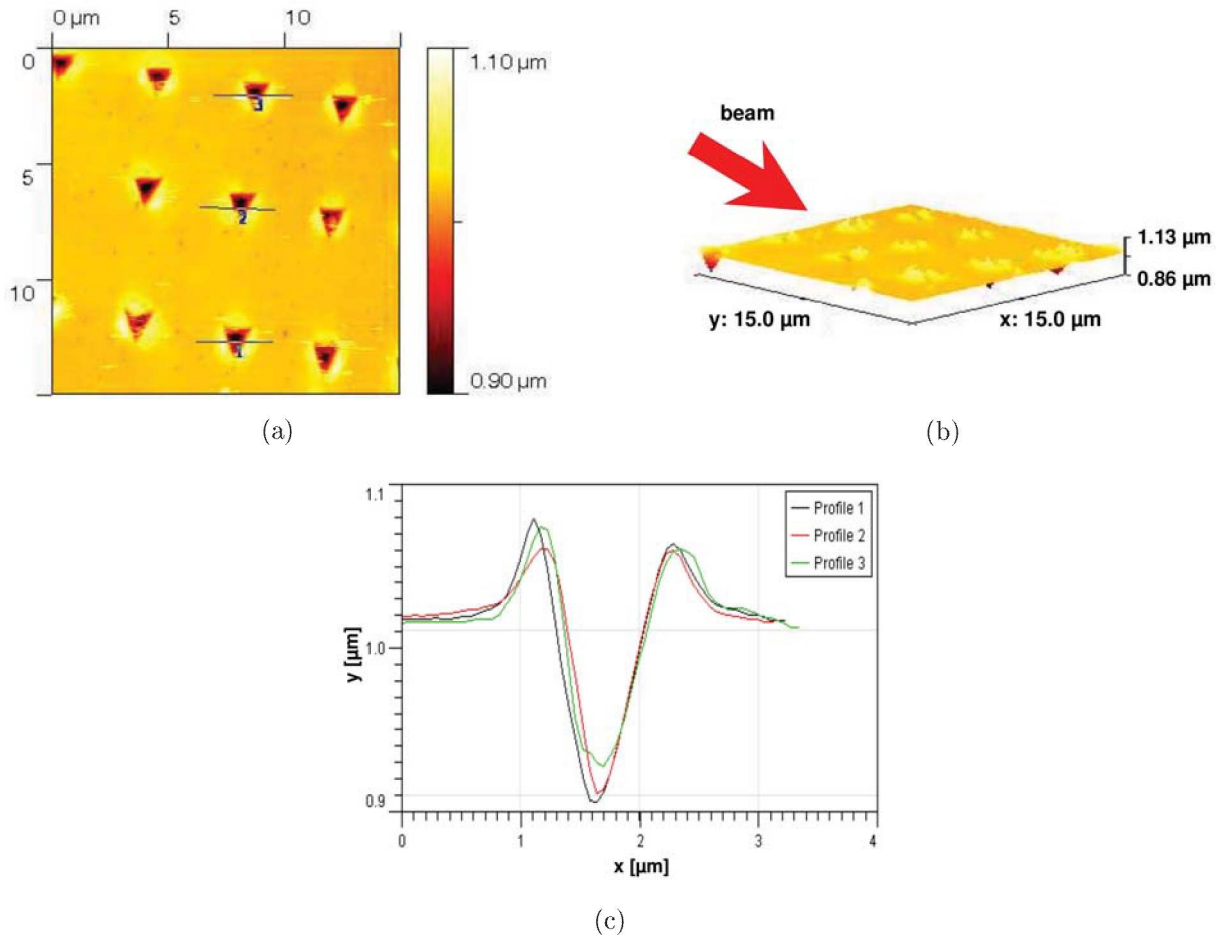 0 µm 5 10
0
5
10
3
2
1
1.10 µm
0.90 µm
(a)
beam
1.13 µm
0.86 µm
y: 15.0 µm x: 15.0 µm
(b)
1.1
1.0
0.9
y [µm]
Profile 1
Profile 2
Profile 3
0 1 2 3 4
x [µm]
(c)